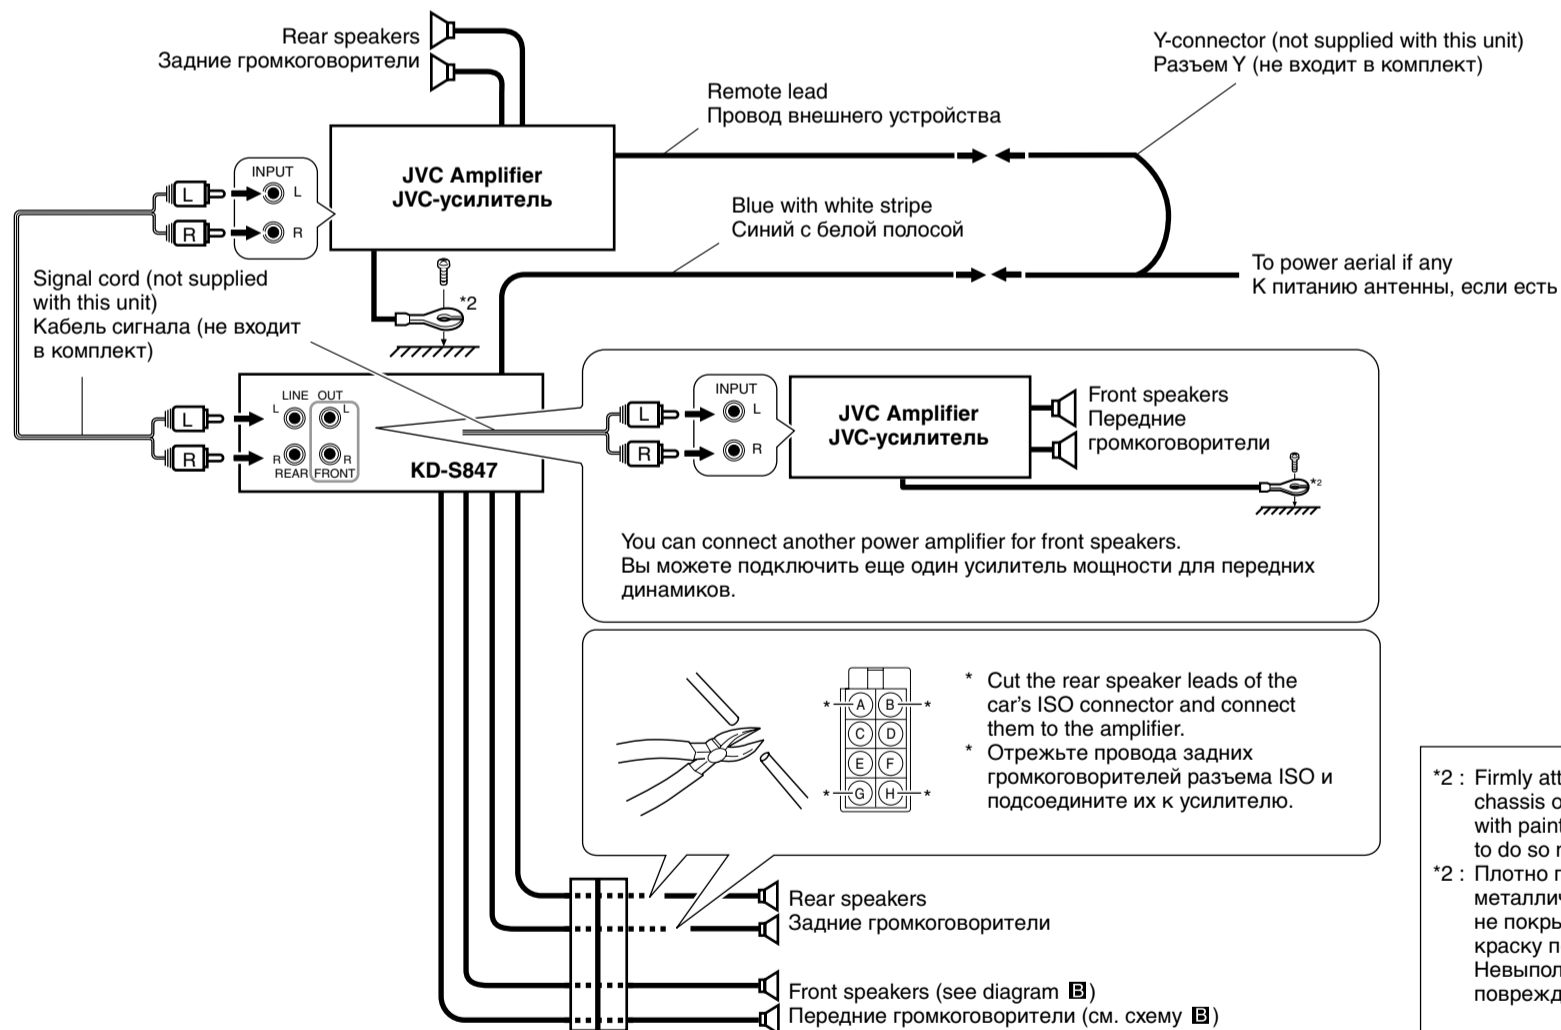 Rear speakers
Задние громкоговорители
Y-connector (not supplied with this unit)
Разъем Y (не входит в комплект)
Remote lead
Провод внешнего устройства
INPUT
L
L
R
R
JVC Amplifier
JVC-усилитель
Blue with white stripe
Синий с белой полосой
To power aerial if any
К питанию антенны, если есть
Signal cord (not supplied
with this unit)
Кабель сигнала (не входит
в комплект)
*2
LINE OUT
L
L
L
R
R
R
REAR FRONT
KD-S847
INPUT
L
L
R
R
JVC Amplifier
JVC-усилитель
Front speakers
Передние
громкоговорители
*2
You can connect another power amplifier for front speakers.
Вы можете подключить еще один усилитель мощности для передних
динамиков.
* A B *
C D
E F
* G H *
* Cut the rear speaker leads of the
car's ISO connector and connect
them to the amplifier.
* Отрежьте провода задних
громкоговорителей разъема ISO и
подсоедините их к усилителю.
Rear speakers
Задние громкоговорители
Front speakers (see diagram B)
Передние громкоговорители (см. схему B)
*2 : Firmly att
chassis o
with pain
to do so
*2 : Плотно
металлич
не покры
краску
Невыпол
поврежд